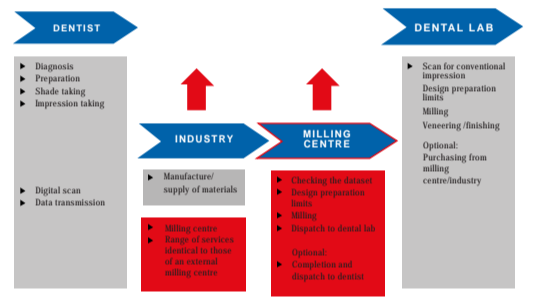 DENTIST
Diagnosis
Preparation
Shade taking
Impression taking
Digital scan
Data transmission
INDUSTRY
Manufacture/
supply of materials
Milling centre
Range of services
identical to those
of an external
milling centre
MILLING
CENTRE
Checking the dataset
Design preparation
limits
Milling
Dispatch to dental lab
Optional:
Completion and
dispatch to dentist
DENTAL LAB
Scan for conventional
impression
Design preparation
limits
Milling
Veneering /finishing
Optional:
Purchasing from
milling
centre/industry